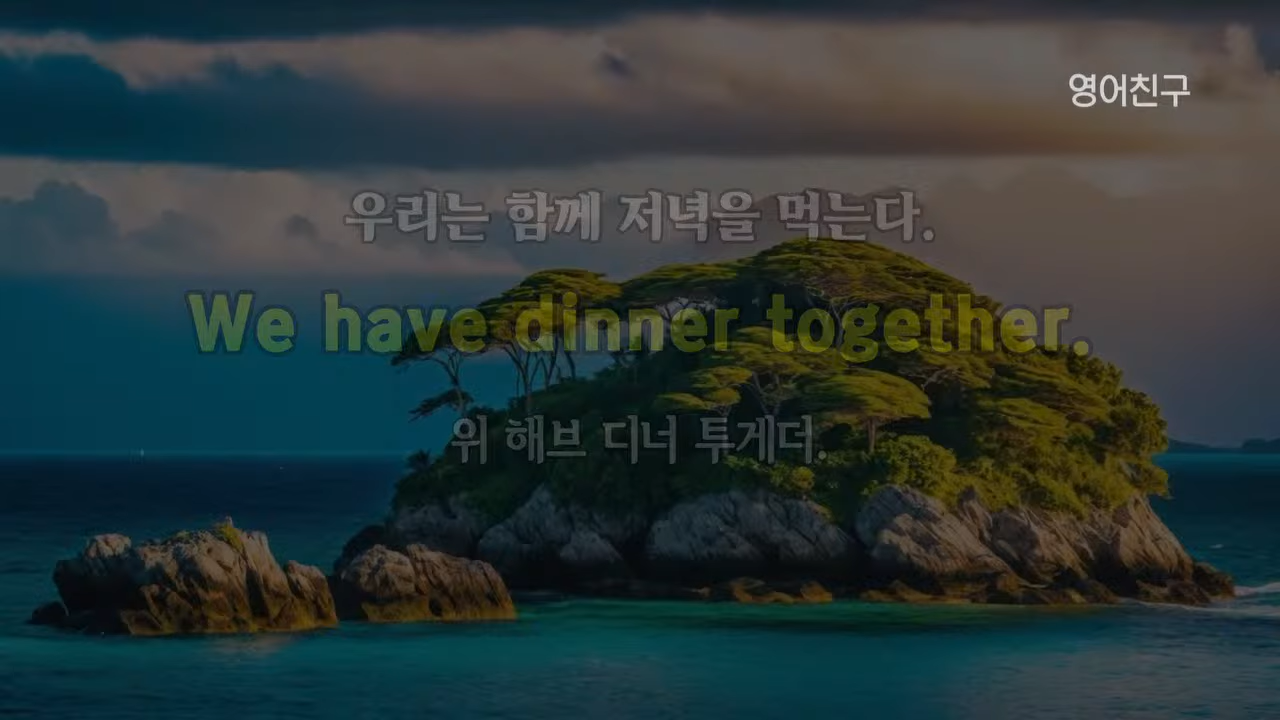 영어친구
우리는 함께 저녁을 먹는다.
We have dinner together.
위 해브 디너 투게더.